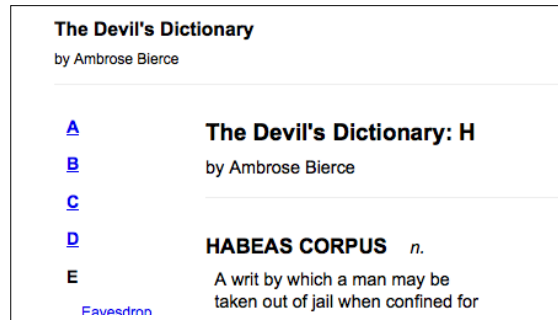 The Devil's Dictionary
by Ambrose Bierce
A
B
C
D
E
Eavesdrop
The Devil's Dictionary: H
by Ambrose Bierce
HABEAS CORPUS n.
A writ by which a man may be
taken out of jail when confined for